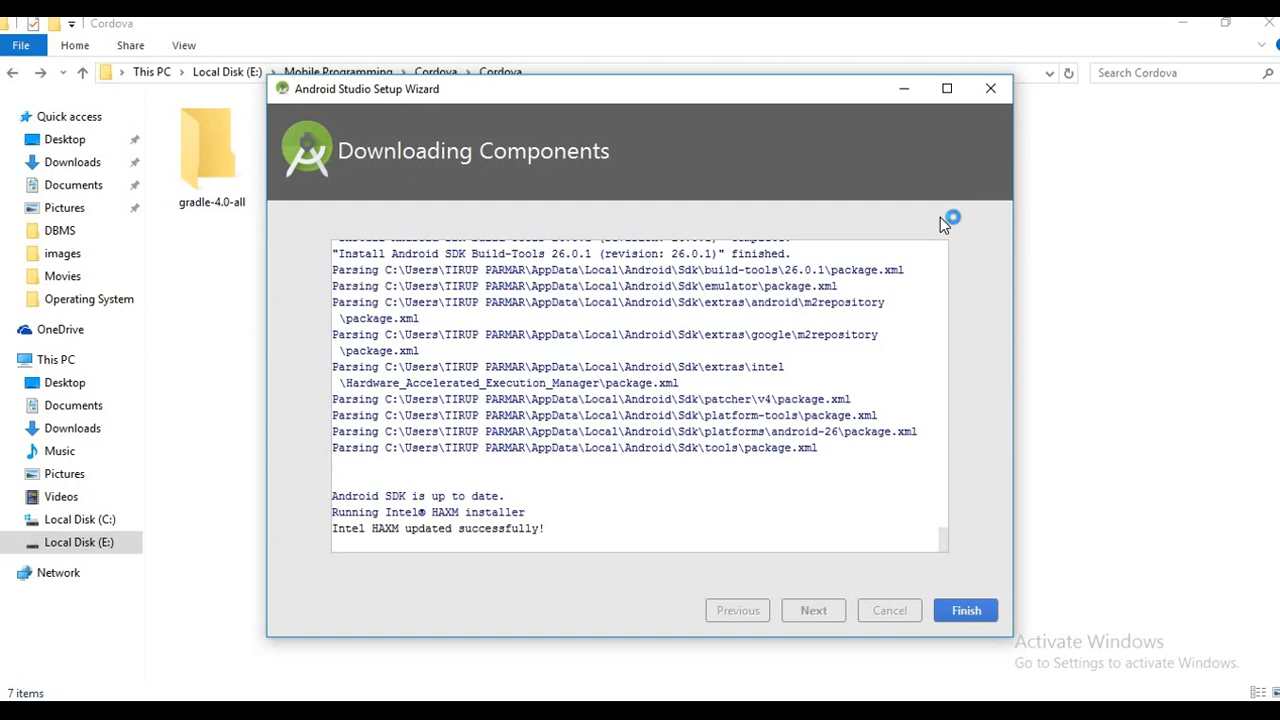 Cordova
File Home Share View
This PC Local Disk (E:) Mobile Programming Cordova Cordova
Search Cordova
Quick access
Desktop
Downloads
Documents
Pictures
DBMS
images
Movies
Operating System
OneDrive
This PC
Desktop
Documents
Downloads
Music
Pictures
Videos
Local Disk (C:)
Local Disk (E:)
Network
7 items
gradle-4.0-all
Android Studio Setup Wizard
Downloading Components
"Install Android SDK Build-Tools 26.0.1 (revision: 26.0.1)" finished.
Parsing C:\Users\TIRUP PARMAR\AppData\Local\Android\Sdk\build-tools\26.0.1\package.xml
Parsing C:\Users\TIRUP PARMAR\AppData\Local\Android\Sdk\emulator\package.xml
Parsing C:\Users\TIRUP PARMAR\AppData\Local\Android\Sdk\extras\android\m2repository
\package.xml
Parsing C:\Users\TIRUP PARMAR\AppData\Local\Android\Sdk\extras\google\m2repository
\package.xml
Parsing C:\Users\TIRUP PARMAR\AppData\Local\Android\Sdk\extras\intel
\Hardware_Accelerated_Execution_Manager\package.xml
Parsing C:\Users\TIRUP PARMAR\AppData\Local\Android\Sdk\patcher\v4\package.xml
Parsing C:\Users\TIRUP PARMAR\AppData\Local\Android\Sdk\platform-tools\package.xml
Parsing C:\Users\TIRUP PARMAR\AppData\Local\Android\Sdk\platforms\android-26\package.xml
Parsing C:\Users\TIRUP PARMAR\AppData\Local\Android\Sdk\tools\package.xml
Android SDK is up to date.
Running Intel® HAXM installer
Intel HAXM updated successfully!
Previous Next Cancel Finish
Activate Windows
Go to Settings to activate Windows.